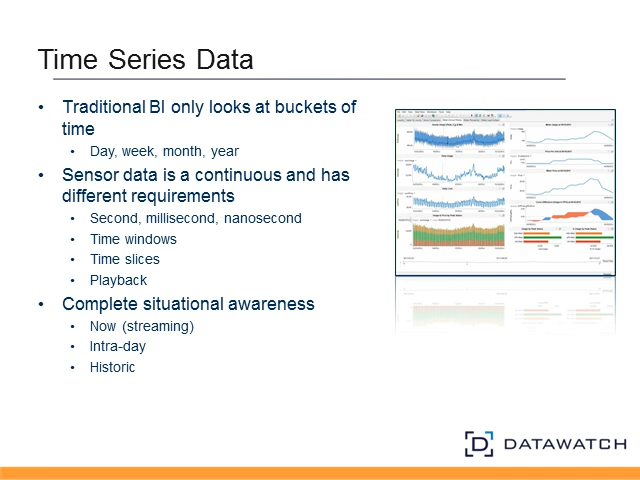 Time Series Data
• Traditional BI only looks at buckets of
time
• Day, week, month, year
• Sensor data is a continuous and has
different requirements
• Second, millisecond, nanosecond
• Time windows
• Time slices
• Playback
• Complete situational awareness
• Now (streaming)
• Intra-day
• Historic
DATAWATCH